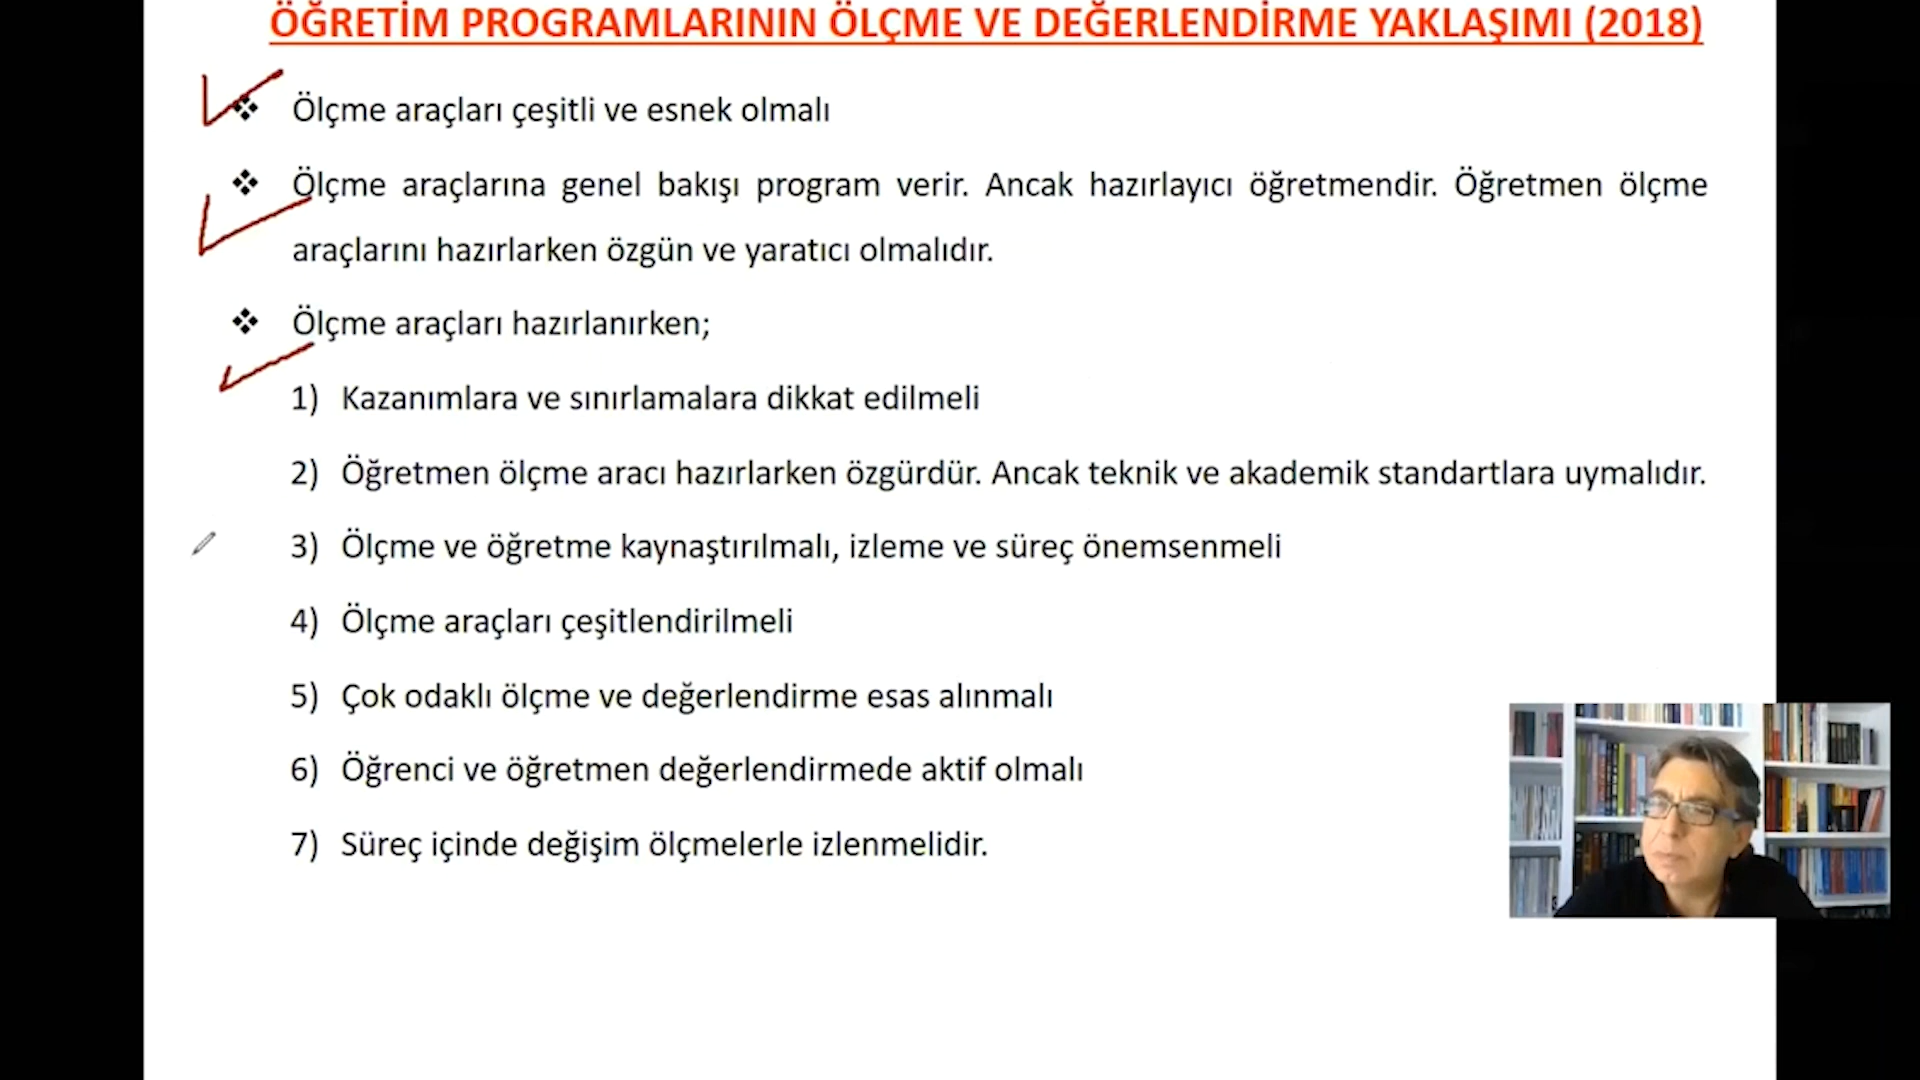 ÖĞRETİM PROGRAMLARININ ÖLÇME VE DEĞERLENDİRME YAKLAŞIMI (2018)
❖ Ölçme araçları çeşitli ve esnek olmalı
❖ Ölçme araçlarına genel bakışı program verir. Ancak hazırlayıcı öğretmendir. Öğretmen ölçme
araçlarını hazırlarken özgün ve yaratıcı olmalıdır.
❖ Ölçme araçları hazırlanırken;
1) Kazanımlara ve sınırlamalara dikkat edilmeli
2) Öğretmen ölçme aracı hazırlarken özgürdür. Ancak teknik ve akademik standartlara uymalıdır.
3) Ölçme ve öğretme kaynaştırılmalı, izleme ve süreç önemsenmeli
4) Ölçme araçları çeşitlendirilmeli
5) Çok odaklı ölçme ve değerlendirme esas alınmalı
6) Öğrenci ve öğretmen değerlendirmede aktif olmalı
7) Süreç içinde değişim ölçmelerle izlenmelidir.